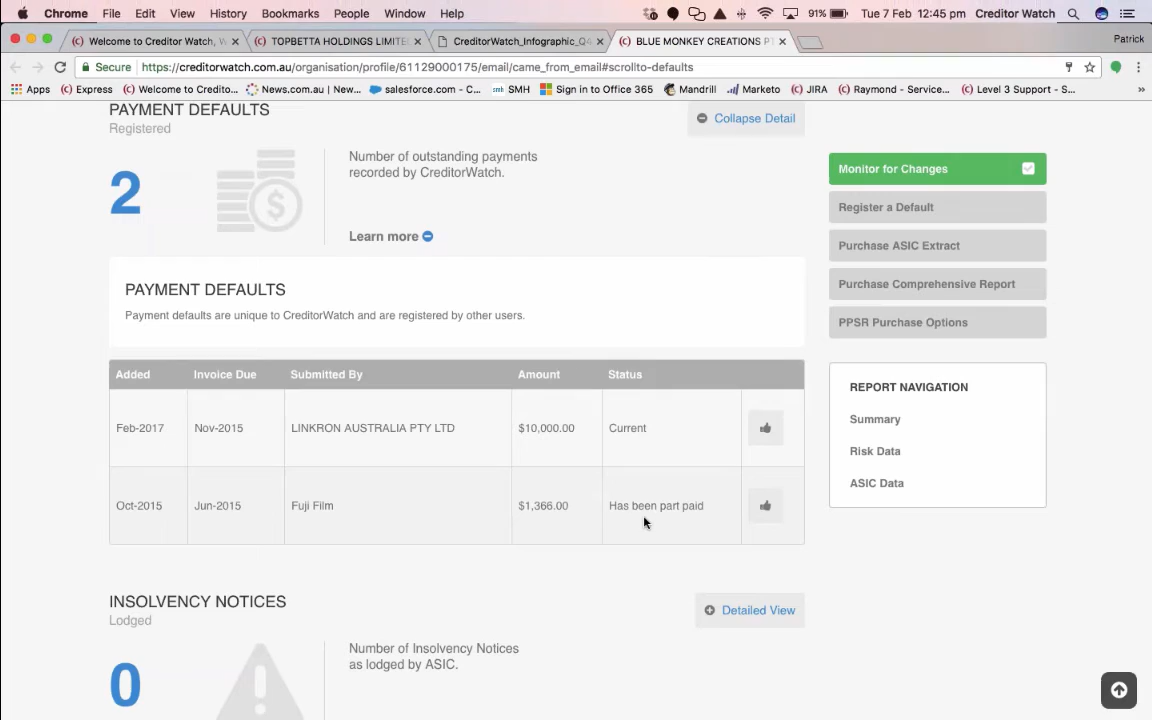 Chrome File Edit View History Bookmarks People Window Help 91% Tue 7 Feb 12:45 pm Creditor Watch
Welcome to Creditor Watch, W × TOPBETTA HOLDINGS LIMITE × CreditorWatch_Infographic_Q4 × BLUE MONKEY CREATIONS PT × Patrick
Secure https://creditorwatch.com.au/organisation/profile/61129000175/email/came_from_email#scrollto-defaults
Apps Express Welcome to Credito... News.com.au | New... salesforce.com - C... smh SMH Sign in to Office 365 Mandrill Marketo JIRA Raymond - Service... Level 3 Support - S... »
PAYMENT DEFAULTS
Registered
Collapse Detail
2
Number of outstanding payments
recorded by CreditorWatch.
Learn more
PAYMENT DEFAULTS
Payment defaults are unique to CreditorWatch and are registered by other users.
Added Invoice Due Submitted By Amount Status
Feb-2017 Nov-2015 LINKRON AUSTRALIA PTY LTD $10,000.00 Current
Oct-2015 Jun-2015 Fuji Film $1,366.00 Has been part paid
INSOLVENCY NOTICES
Lodged
Detailed View
0
Number of Insolvency Notices
as lodged by ASIC.
Monitor for Changes
Register a Default
Purchase ASIC Extract
Purchase Comprehensive Report
PPSR Purchase Options
REPORT NAVIGATION
Summary
Risk Data
ASIC Data